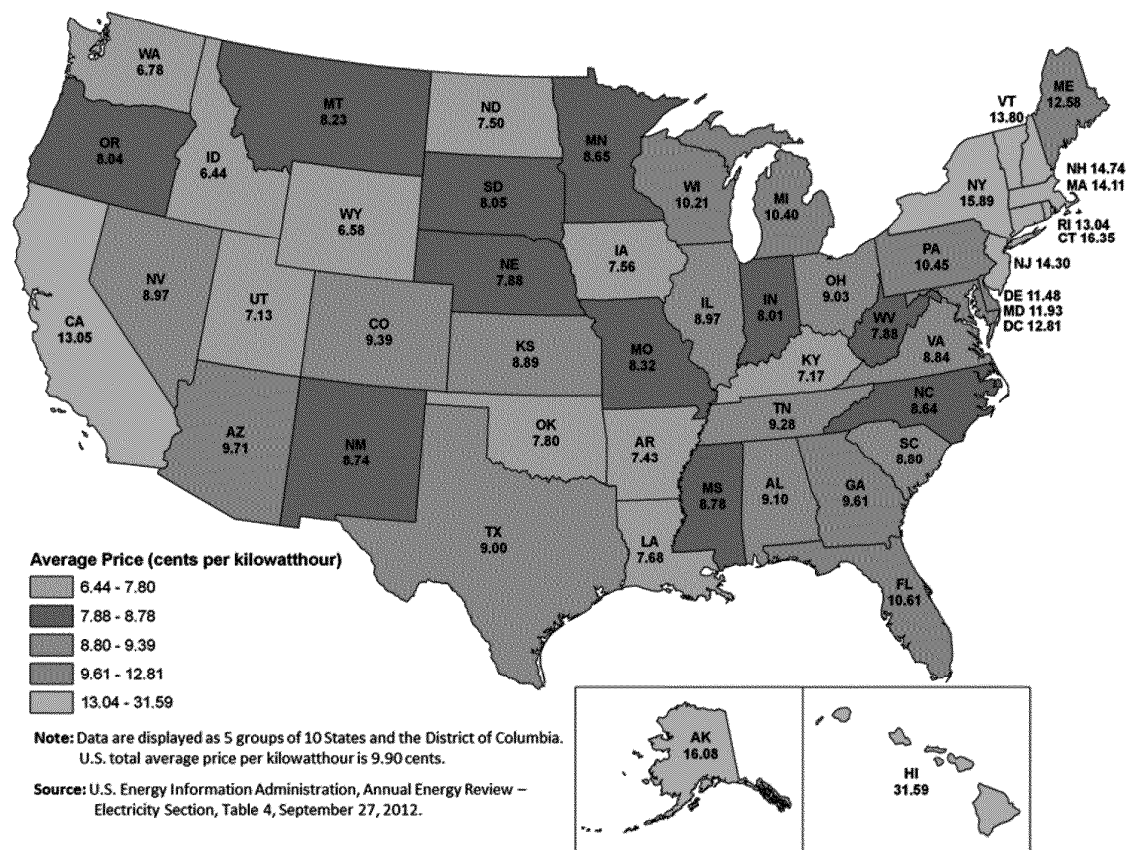 WA
6.78
MT
8.23
ND
7.50
MN
8.65
VT
13.80
ME
12.58
OR
8.04
ID
6.44
SD
8.05
WI
10.21
MI
10.40
NY
15.89
NH 14.74
MA 14.11
WY
6.58
RI 13.04
CT 16.35
IA
7.56
PA
10.45
NJ 14.30
NE
7.88
NV
8.97
UT
7.13
OH
9.03
DE 11.48
MD 11.93
DC 12.81
IL
8.97
IN
8.01
WV
7.88
CA
13.05
CO
9.39
KS
8.89
MO
8.32
VA
8.84
KY
7.17
NC
8.64
TN
9.28
AZ
9.71
NM
8.74
OK
7.80
AR
7.43
SC
8.80
MS
8.78
AL
9.10
GA
9.61
TX
9.00
LA
7.68
FL
10.61
Average Price (cents per kilowatthour)
6.44 - 7.80
7.88 - 8.78
8.80 - 9.39
9.61 - 12.81
13.04 - 31.59
Note: Data are displayed as 5 groups of 10 States and the District of Columbia.
U.S. total average price per kilowatthour is 9.90 cents.
Source: U.S. Energy Information Administration, Annual Energy Review –
Electricity Section, Table 4, September 27, 2012.
AK
16.08
HI
31.59